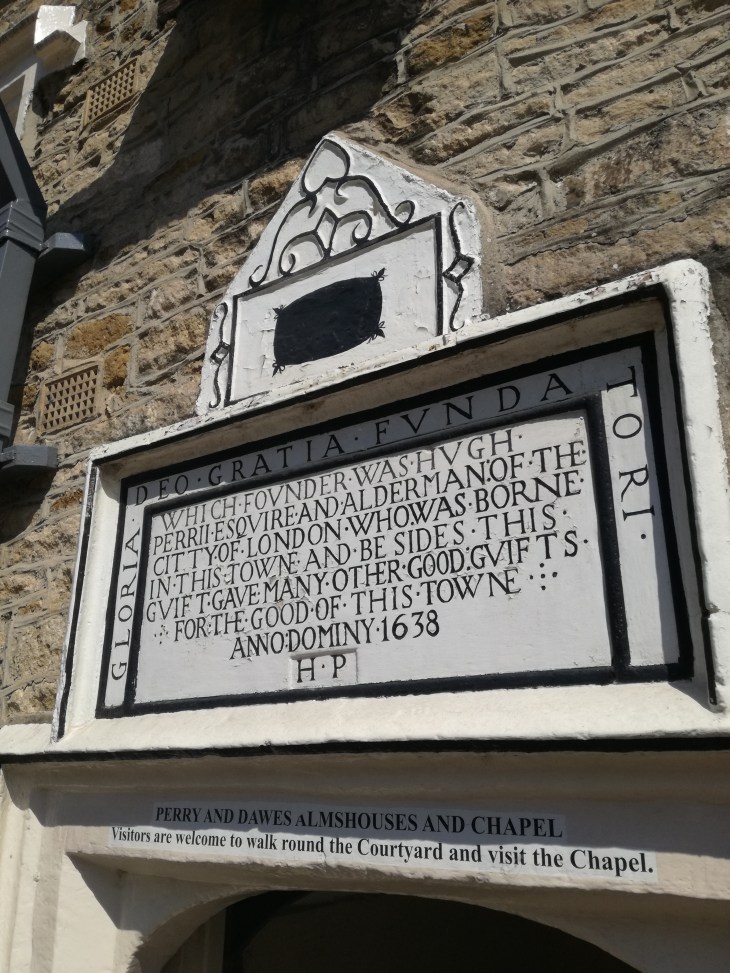 GLORIA DEO·GRATIA·FVNDATORI·
WHICH·FOVNDER·WAS·HVGH·
PERRII·ESQVIRE·AND·ALDERMAN·OF·THE
CITTY·OF·LONDON·WHO·WAS·BORNE
IN·THIS·TOWNE·AND·BE SIDES·THIS·
GVIFT·GAVE·MANY·OTHER·GOOD·GVIFTS·
FOR·THE·GOOD·OF·THIS·TOWNE
ANNO·DOMINY·1638
H·P
PERRY AND DAWES ALMSHOUSES AND CHAPEL
Visitors are welcome to walk round the Courtyard and visit the Chapel.